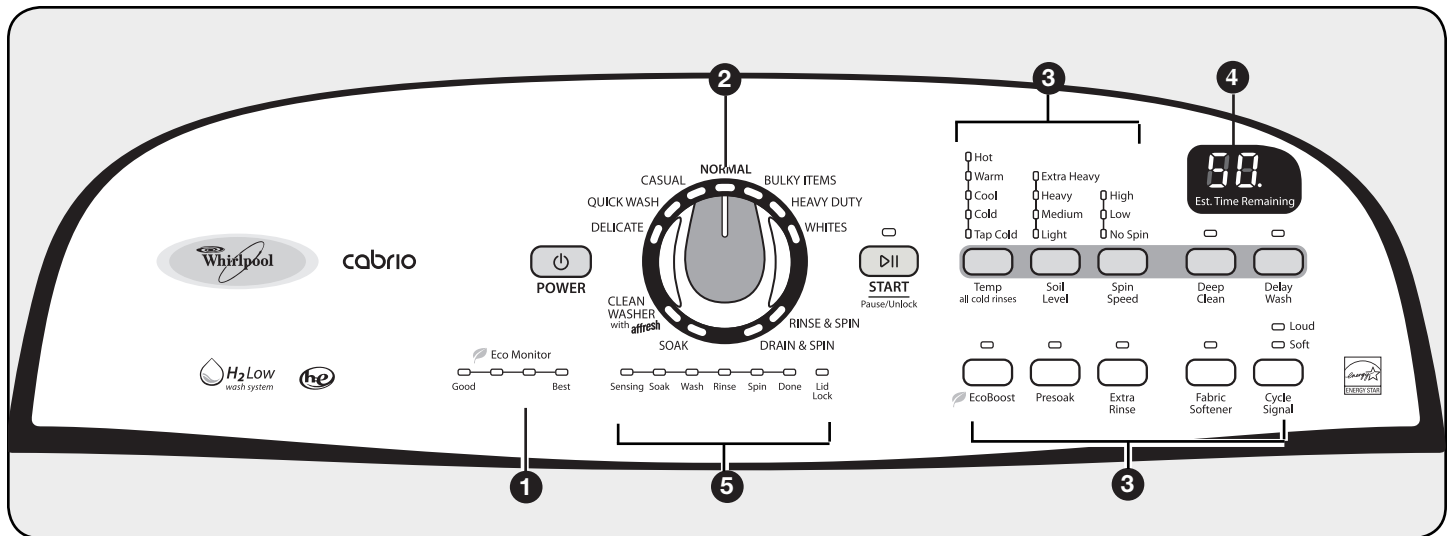 2
3
4
NORMAL
CASUAL
BULKY ITEMS
QUICK WASH
HEAVY DUTY
DELICATE
WHITES
CLEAN
WASHER
with affresh
RINSE & SPIN
SOAK
DRAIN & SPIN
Whirlpool
cabrio
POWER
START
Pause/Unlock
Hot
Warm
Cool
Cold
Tap Cold
Extra Heavy
Heavy
Medium
Light
High
Low
No Spin
50.
Est. Time Remaining
Temp
all cold rinses
Soil
Level
Spin
Speed
Deep
Clean
Delay
Wash
Loud
Soft
H2Low
wash system
he
Eco Monitor
Good
Best
Sensing
Soak
Wash
Rinse
Spin
Done
Lid
Lock
EcoBoost
Presoak
Extra
Rinse
Fabric
Softener
Cycle
Signal
energy
ENERGY STAR
1
5
3